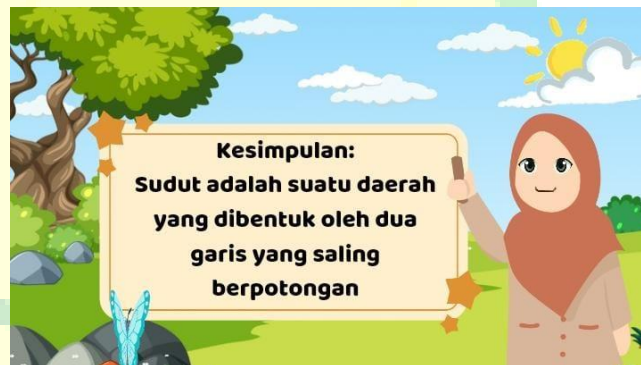 Kesimpulan:
Sudut adalah suatu daerah
yang dibentuk oleh dua
garis yang saling
berpotongan